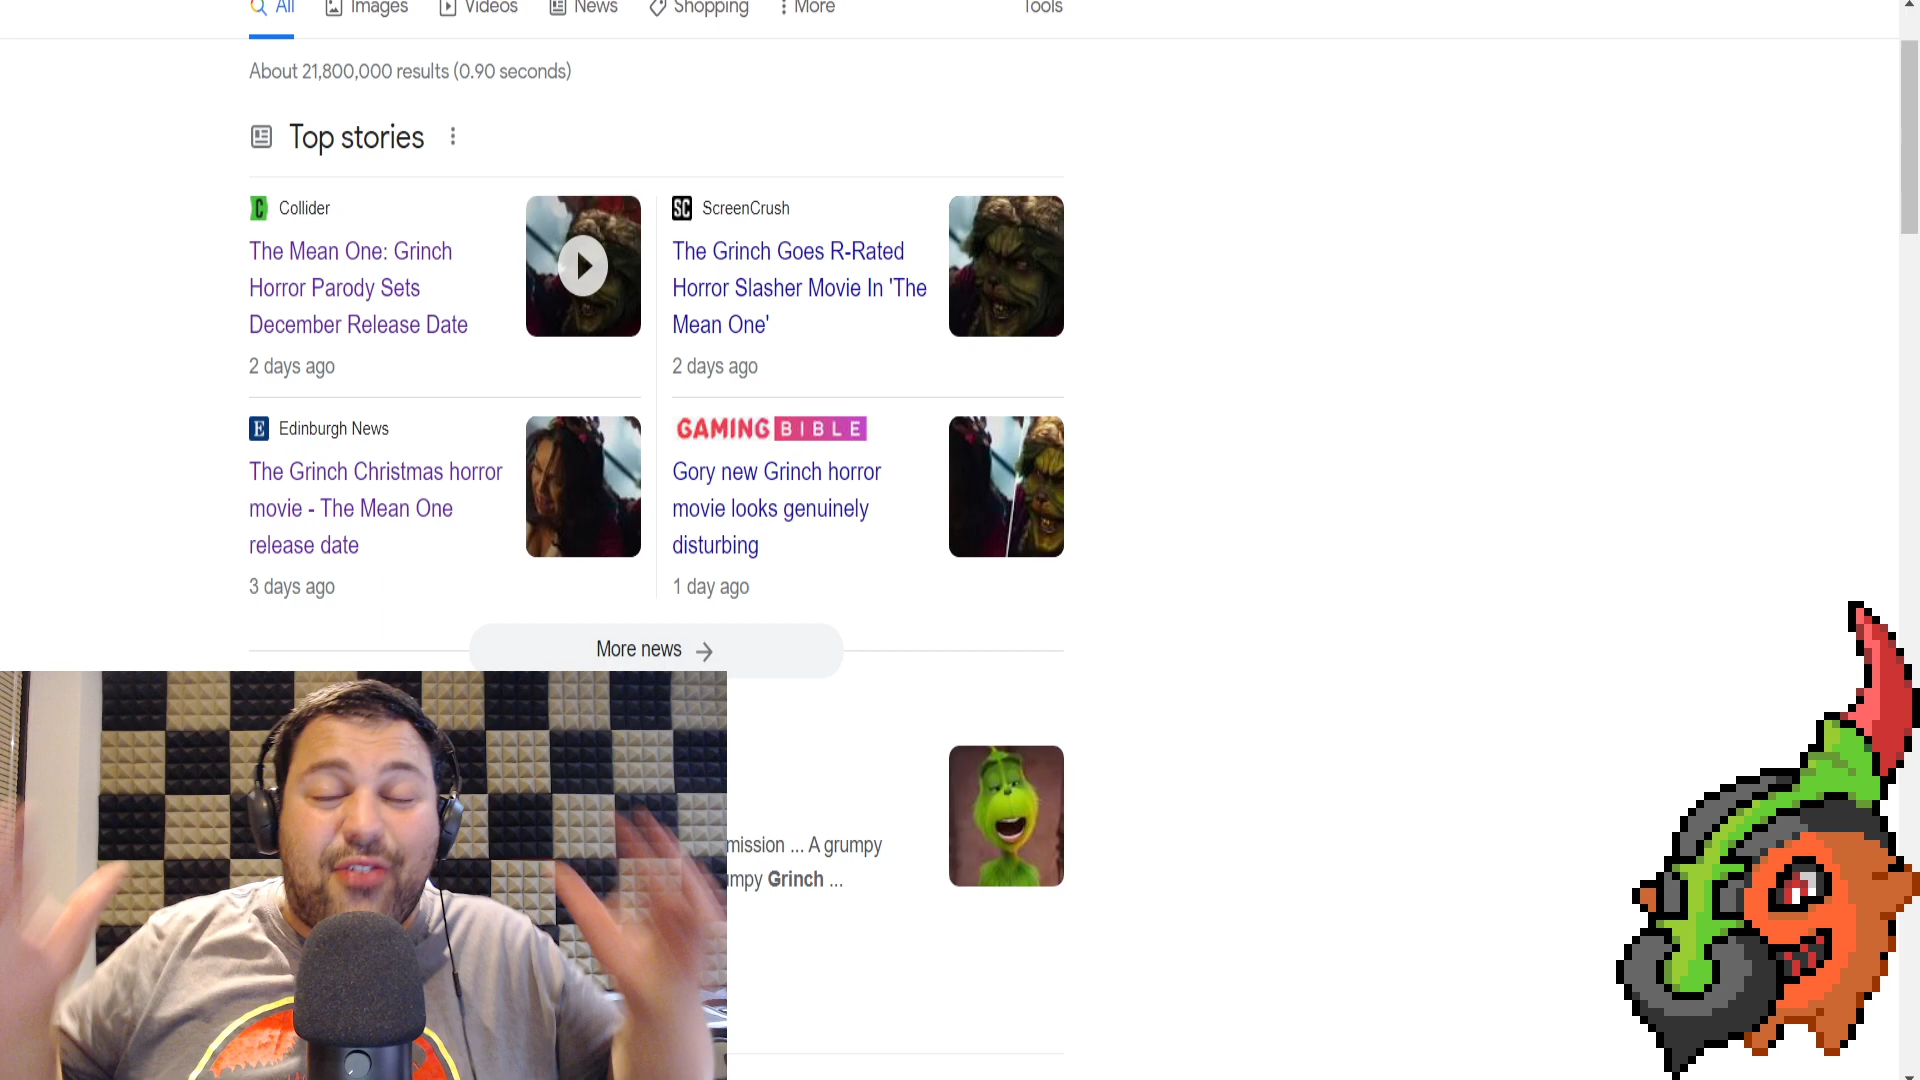 All Images Videos News Shopping More Tools
About 21,800,000 results (0.90 seconds)
Top stories
Collider
The Mean One: Grinch
Horror Parody Sets
December Release Date
2 days ago
SC ScreenCrush
The Grinch Goes R-Rated
Horror Slasher Movie In 'The
Mean One'
2 days ago
E Edinburgh News
The Grinch Christmas horror
movie - The Mean One
release date
3 days ago
GAMING BIBLE
Gory new Grinch horror
movie looks genuinely
disturbing
1 day ago
More news
mission ... A grumpy
Grinch ...